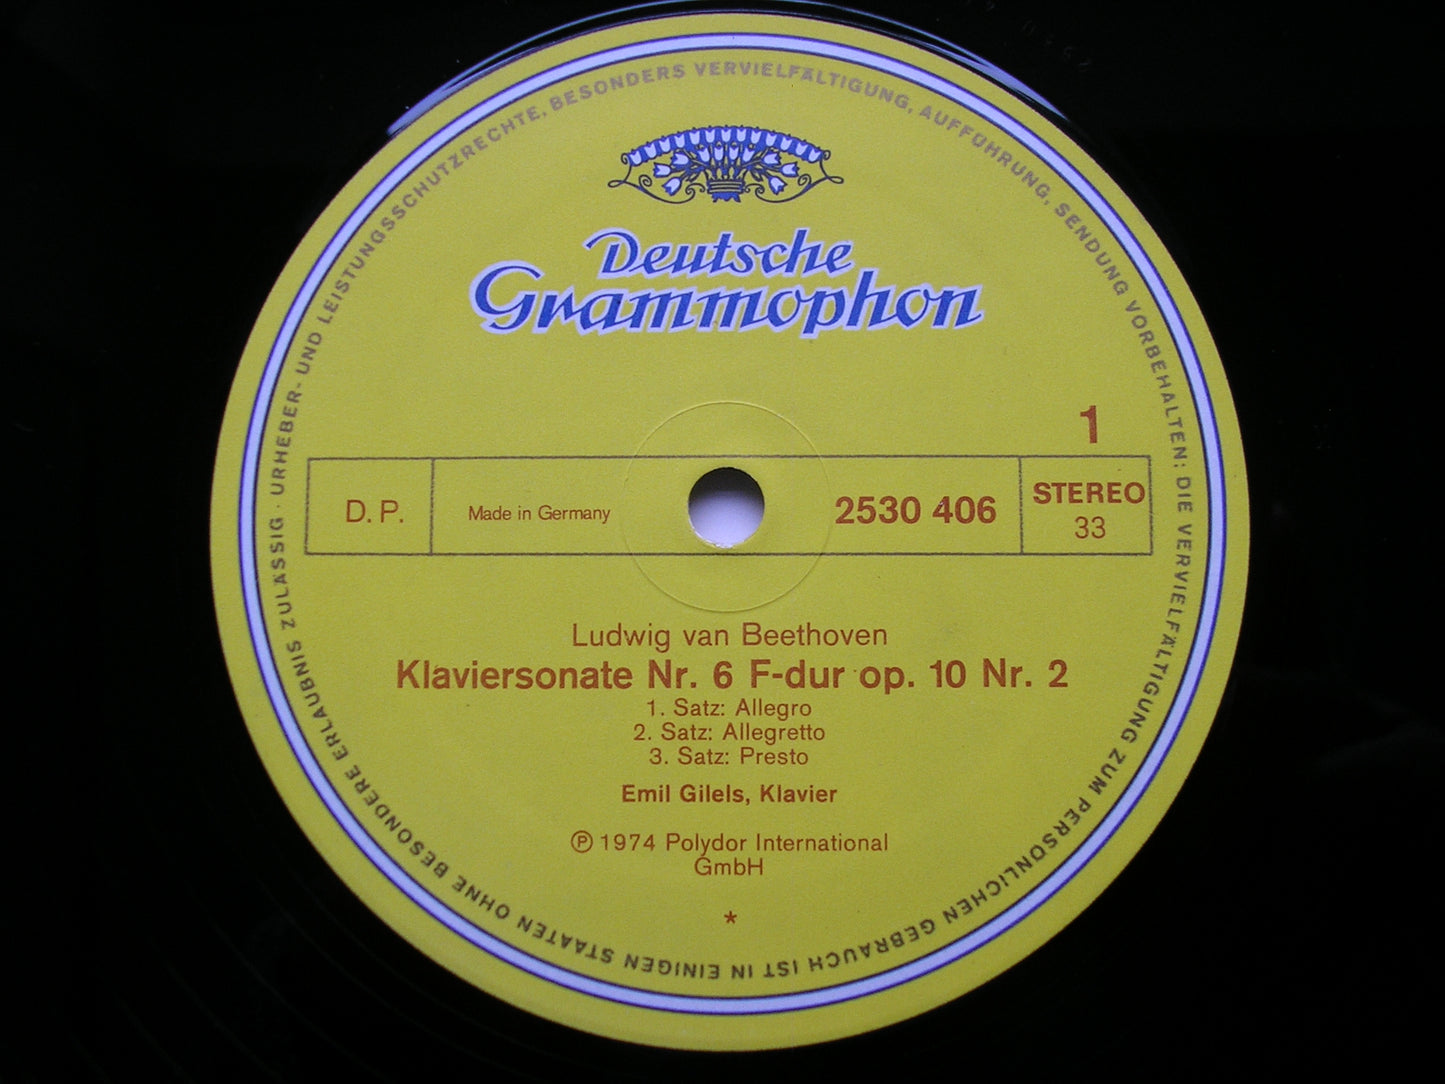 URHEBER- UND LEISTUNGSSCHUTZRECHTE, BESONDERS VERVIELFÄLTIGUNG, AUFFÜHRUNG, SENDUNG VORBEHALTEN; DIE VERVIELFÄLTIGUNG ZUM PERSÖNLICHEN GEBRAUCH IST IN EINIGEN STAATEN OHNE BESONDERE ERLAUBNIS ZULÄSSIG ·
Deutsche
Grammophon
1
D. P.
Made in Germany
2530 406
STEREO
33
Ludwig van Beethoven
Klaviersonate Nr. 6 F-dur op. 10 Nr. 2
1. Satz: Allegro
2. Satz: Allegretto
3. Satz: Presto
Emil Gilels, Klavier
℗ 1974 Polydor International
GmbH
*